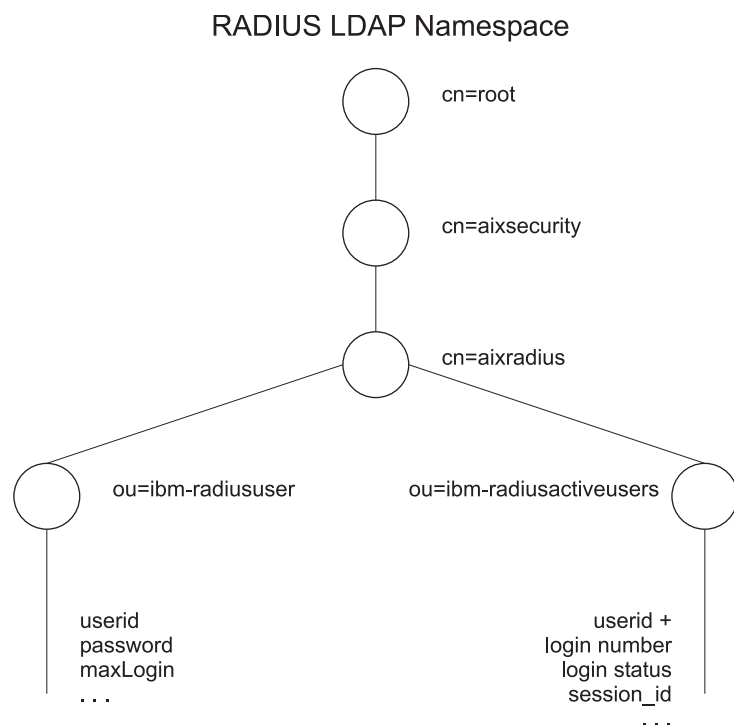 RADIUS LDAP Namespace
cn=root
cn=aixsecurity
cn=aixradius
ou=ibm-radiususer
ou=ibm-radiusactiveusers
userid
password
maxLogin
. . .
userid +
login number
login status
session_id
. . .